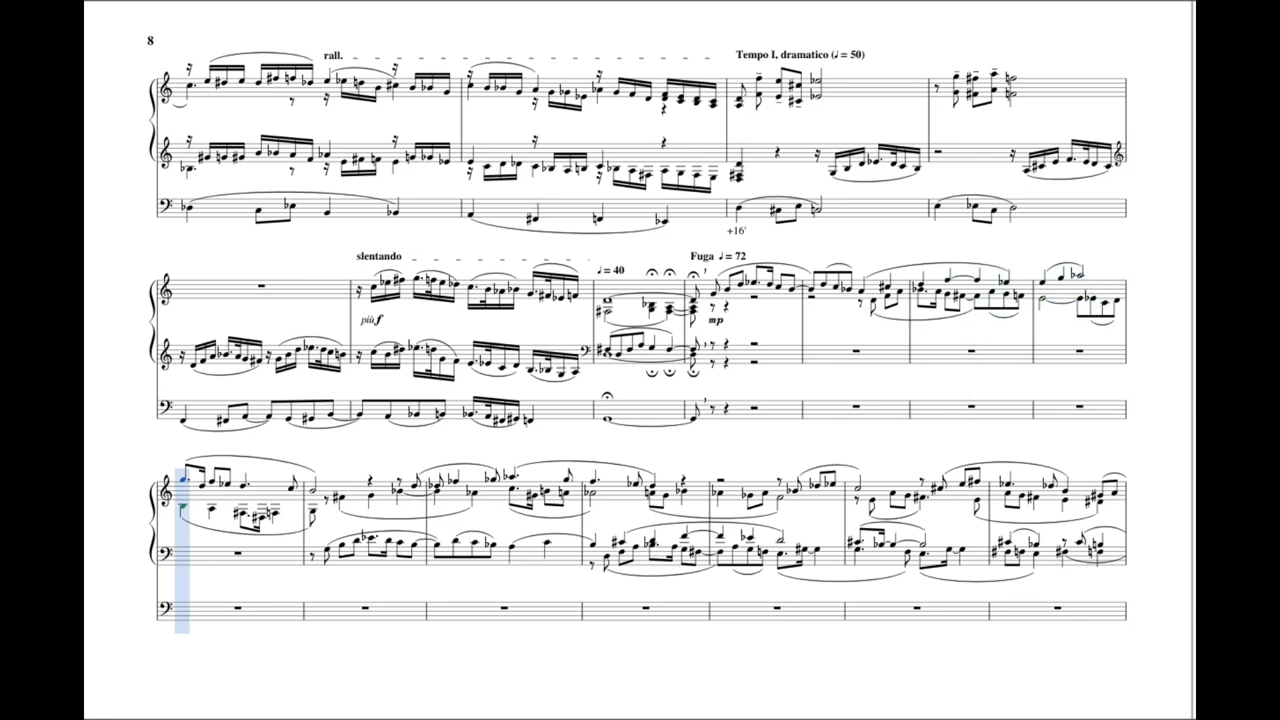 8
rall.
Tempo I, dramatico (♩ = 50)
+16'
slentando
♩ = 40
Fuga ♩ = 72
più f
mp